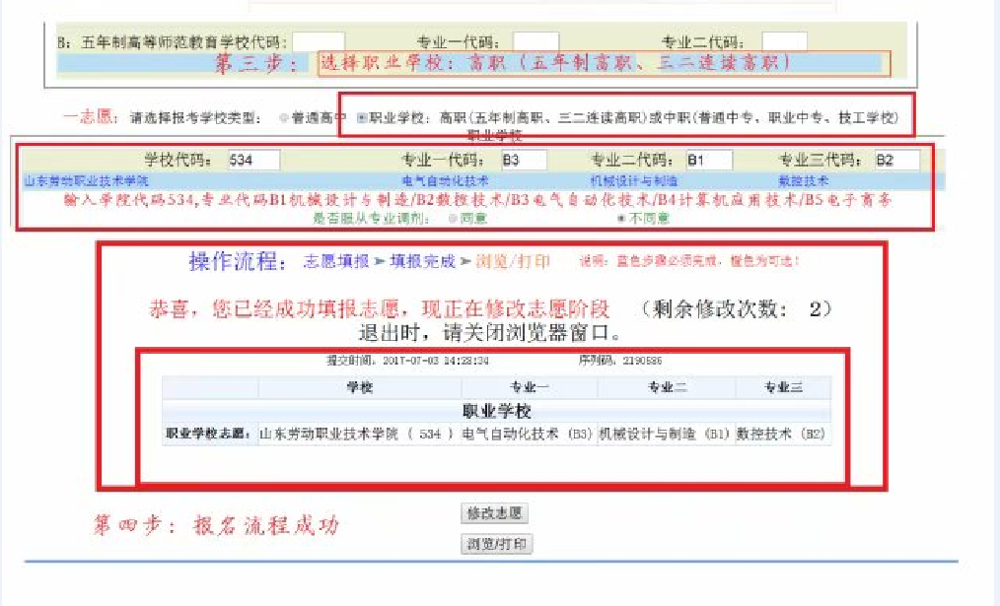 B: 五年制高等师范教育学校代码: 专业一代码: 专业二代码:
第三步: 选择职业学校: 高职 (五年制高职、三二连读高职)
一志愿: 请选择报考学校类型: 普通高中 职业学校: 高职(五年制高职、三二连读高职)或中职(普通中专、职业中专、技工学校)
职业学校
学校代码: 534 专业一代码: B3 专业二代码: B1 专业三代码: B2
山东劳动职业技术学院 电气自动化技术 机械设计与制造 数控技术
输入学院代码534,专业代码B1机械设计与制造/B2数控技术/B3电气自动化技术/B4计算机应用技术/B5电子商务
是否服从专业调剂: 同意 不同意
操作流程: 志愿填报➤填报完成➤浏览/打印 说明: 蓝色步骤必须完成, 橙色为可选!
恭喜, 您已经成功填报志愿, 现正在修改志愿阶段 (剩余修改次数: 2)
退出时, 请关闭浏览器窗口。
提交时间: 2017-07-03 14:28:34 序列码: 2190586
学校 专业一 专业二 专业三
职业学校
职业学校志愿: 山东劳动职业技术学院 ( 534 ) 电气自动化技术 (B3) 机械设计与制造 (B1) 数控技术 (B2)
修改志愿
第四步: 报名流程成功
浏览/打印